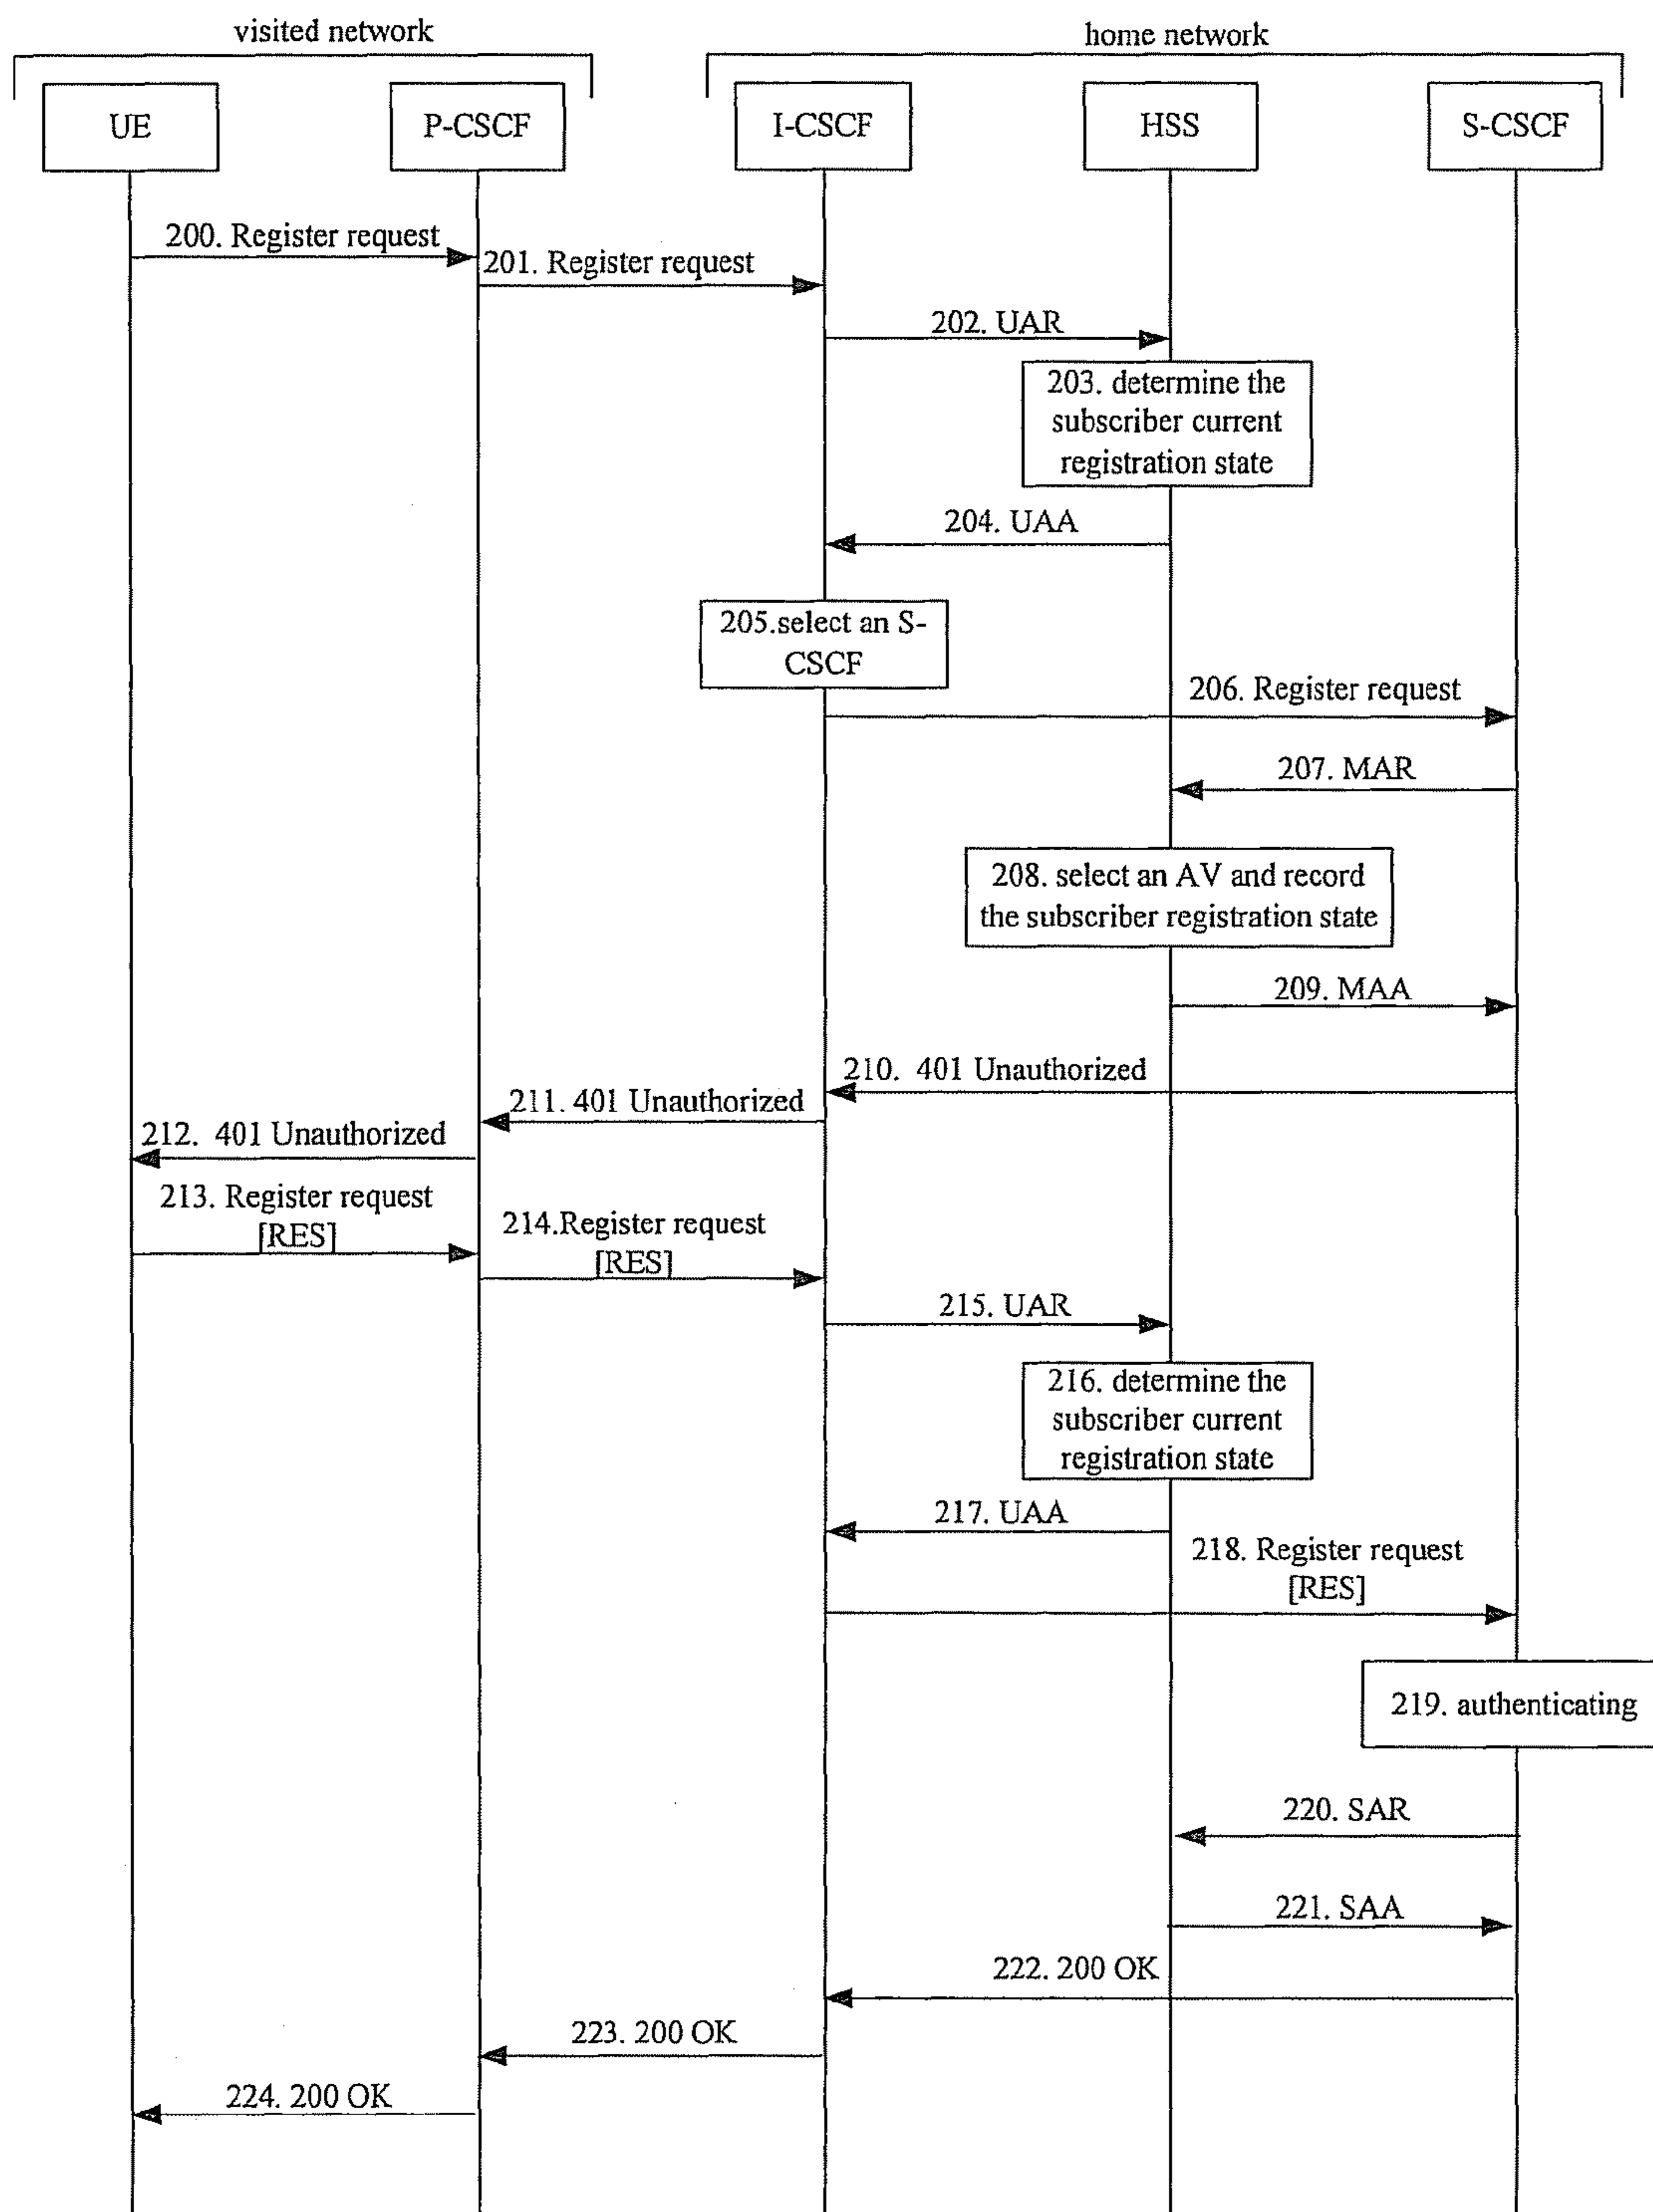 visited network
home network
UE
P-CSCF
I-CSCF
HSS
S-CSCF
200. Register request
201. Register request
202. UAR
203. determine the
subscriber current
registration state
204. UAA
205.select an S-
CSCF
206. Register request
207. MAR
208. select an AV and record
the subscriber registration state
209. MAA
210. 401 Unauthorized
211. 401 Unauthorized
212. 401 Unauthorized
213. Register request
[RES]
214.Register request
[RES]
215. UAR
216. determine the
subscriber current
registration state
217. UAA
218. Register request
[RES]
219. authenticating
220. SAR
221. SAA
222. 200 OK
223. 200 OK
224. 200 OK